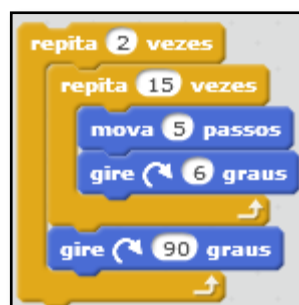 repita 2 vezes
repita 15 vezes
mova 5 passos
gire 6 graus
gire 90 graus